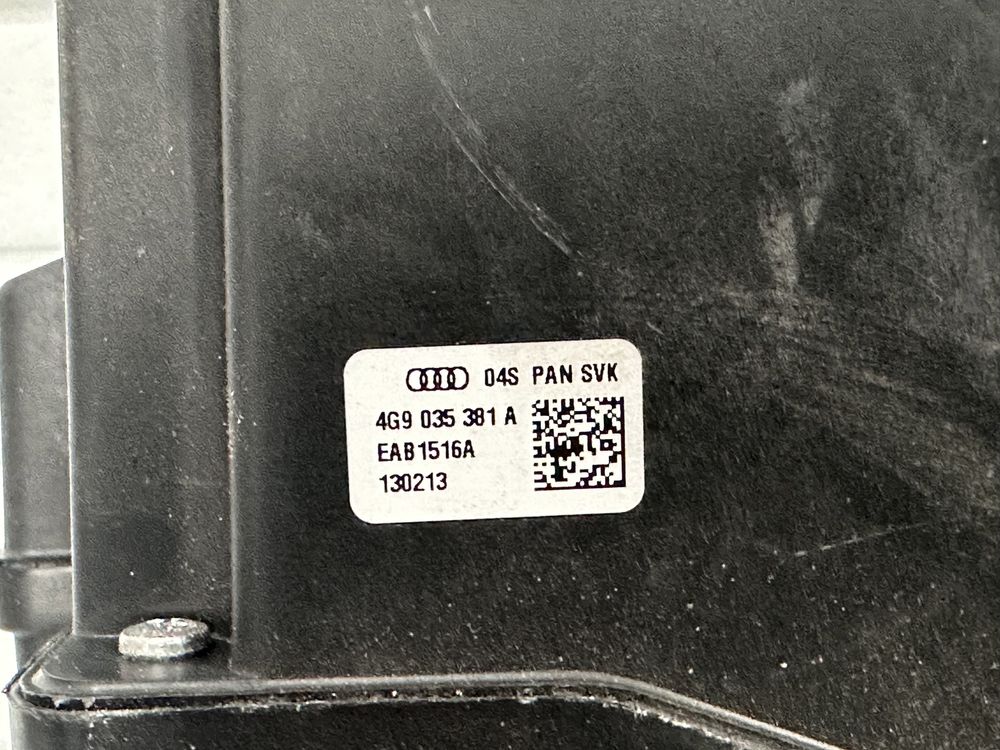 04S PAN SVK
4G9 035 381 A
EAB1516A
130213